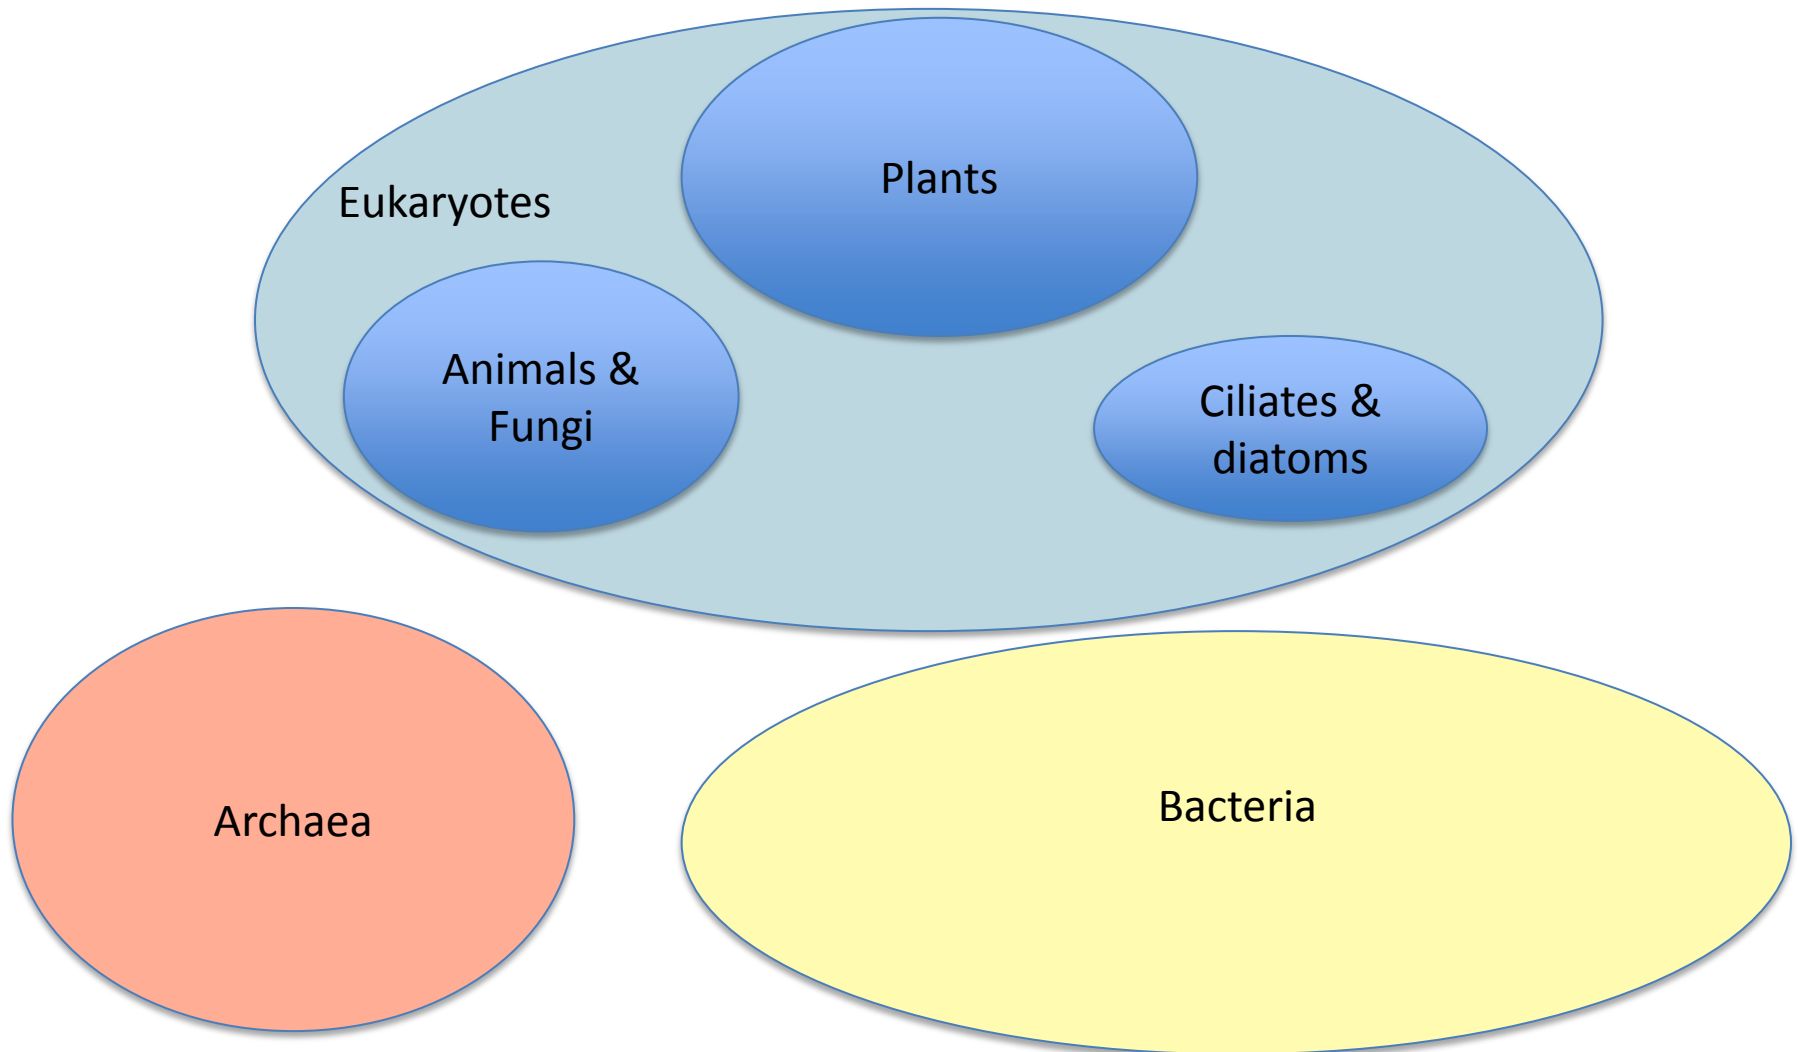 Plants
Eukaryotes
Animals &
Fungi
Ciliates &
diatoms
Archaea
Bacteria